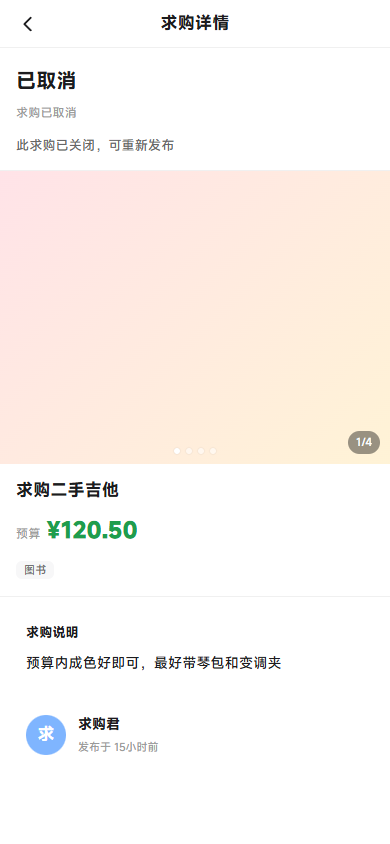 求购详情
已取消
求购已取消
此求购已关闭，可重新发布
1/4
求购二手吉他
预算 ¥120.50
图书
求购说明
预算内成色好即可，最好带琴包和变调夹
求
求购君
发布于 15小时前